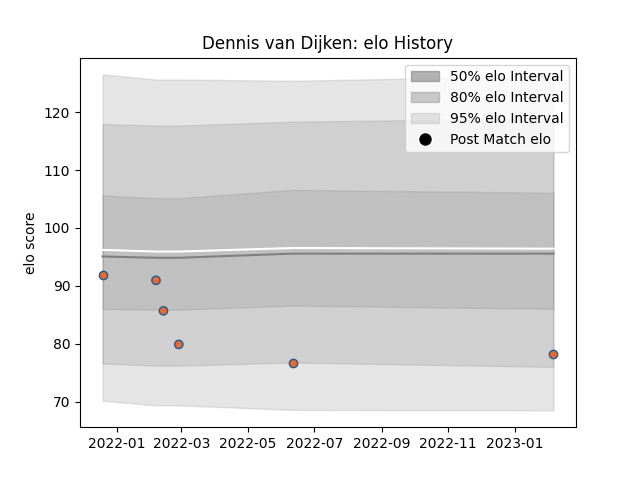 Dennis van Dijken: elo History
50% elo Interval
80% elo Interval
95% elo Interval
Post Match elo
elo score
120
110
100
90
80
70
2022-01 2022-03 2022-05 2022-07 2022-09 2022-11 2023-01